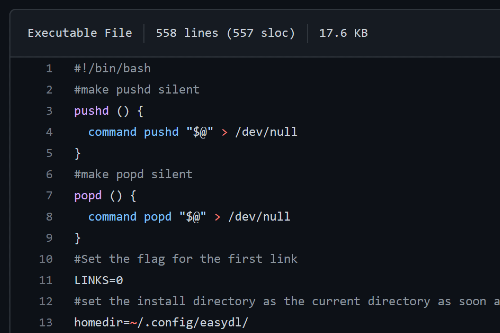 Executable File 558 lines (557 sloc) 17.6 KB
1 #!/bin/bash
2 #make pushd silent
3 pushd () {
4 command pushd "$@" > /dev/null
5 }
6 #make popd silent
7 popd () {
8 command popd "$@" > /dev/null
9 }
10 #Set the flag for the first link
11 LINKS=0
12 #set the install directory as the current directory as soon a
13 homedir=~/.config/easydl/